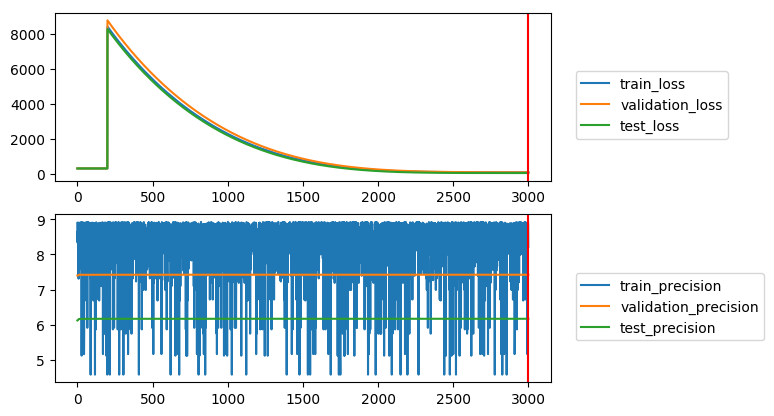 8000
6000
4000
2000
0
0 500 1000 1500 2000 2500 3000
train_loss
validation_loss
test_loss
9
8
7
6
5
0 500 1000 1500 2000 2500 3000
train_precision
validation_precision
test_precision